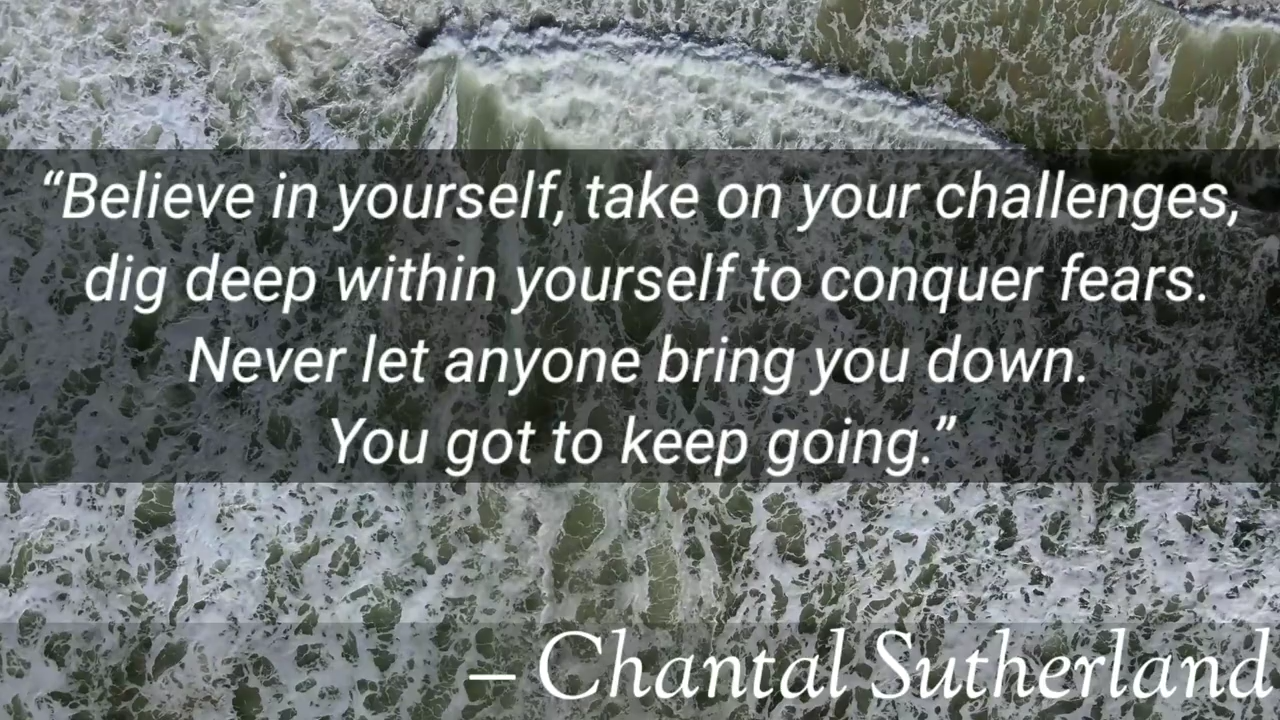 “Believe in yourself, take on your challenges,
dig deep within yourself to conquer fears.
Never let anyone bring you down.
You got to keep going.”
– Chantal Sutherland